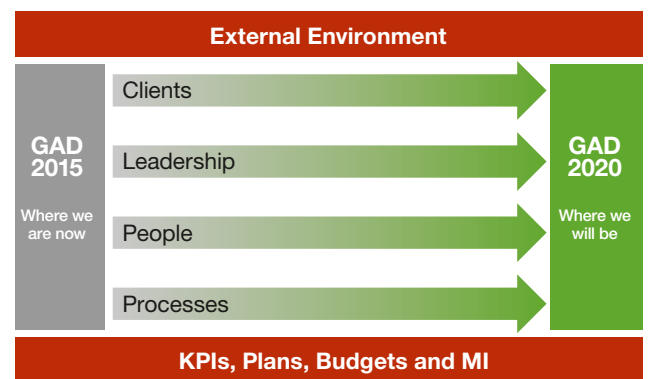 External Environment
GAD
2015
Where we
are now
Clients
Leadership
People
Processes
GAD
2020
Where we
will be
KPIs, Plans, Budgets and MI